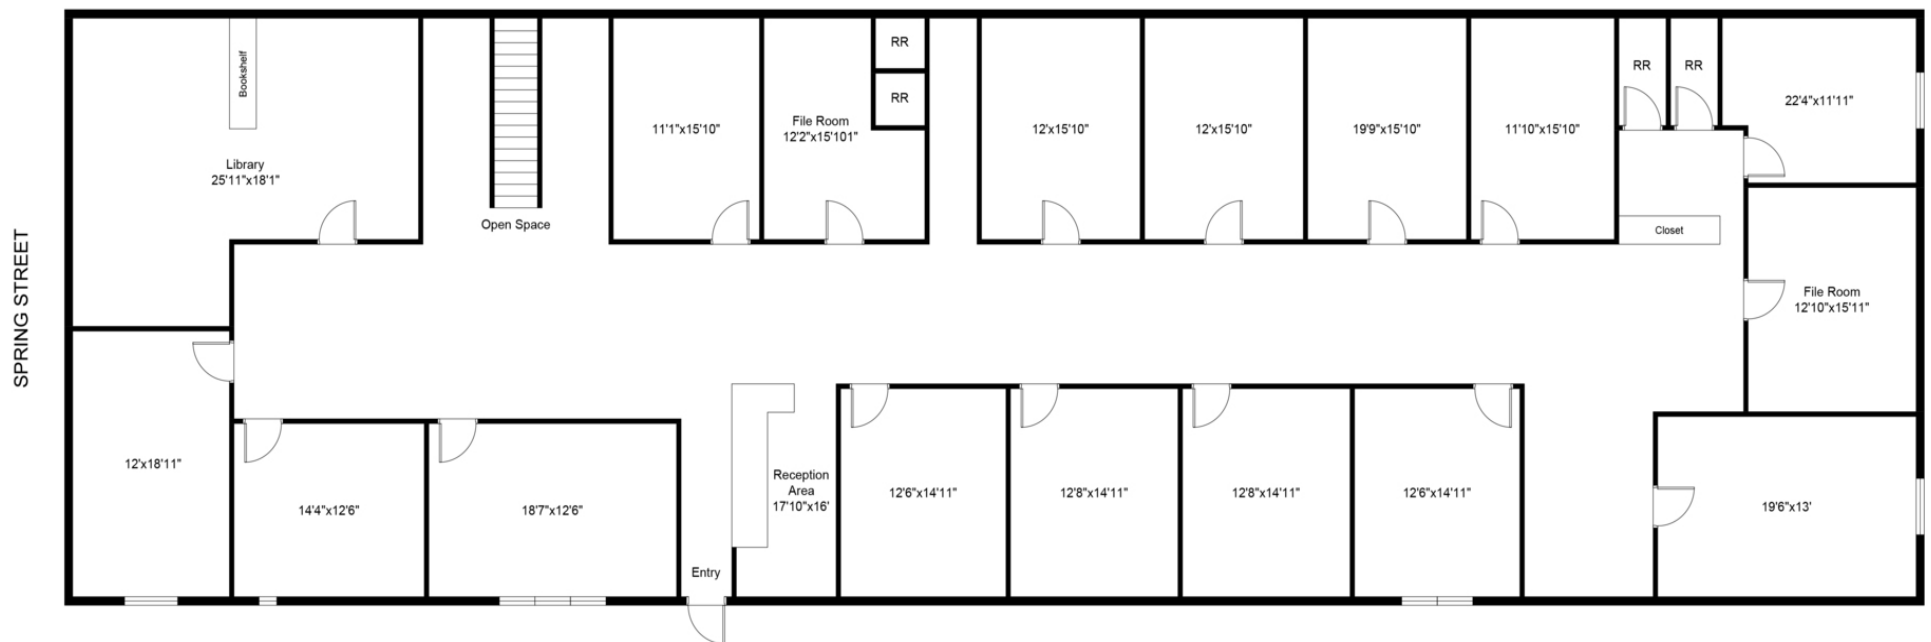 SPRING STREET
Bookshelf
Library
25'11"x18'1"
Open Space
11'1"x15'10"
File Room
12'2"x15'101"
RR
RR
12'x15'10"
12'x15'10"
19'9"x15'10"
11'10"x15'10"
RR
RR
22'4"x11'11"
Closet
File Room
12'10"x15'11"
12'x18'11"
14'4"x12'6"
18'7"x12'6"
Entry
Reception
Area
17'10"x16'
12'6"x14'11"
12'8"x14'11"
12'8"x14'11"
12'6"x14'11"
19'6"x13'